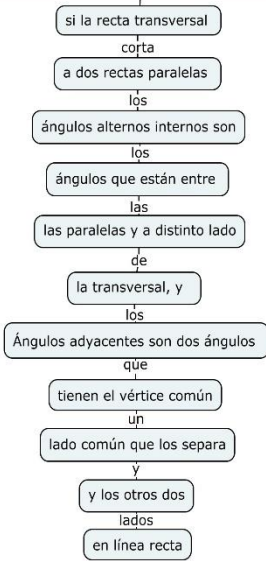 si la recta transversal
corta
a dos rectas paralelas
los
ángulos alternos internos son
los
ángulos que están entre
las
las paralelas y a distinto lado
de
la transversal, y
los
Ángulos adyacentes son dos ángulos
que
tienen el vértice común
un
lado común que los separa
y
y los otros dos
lados
en línea recta